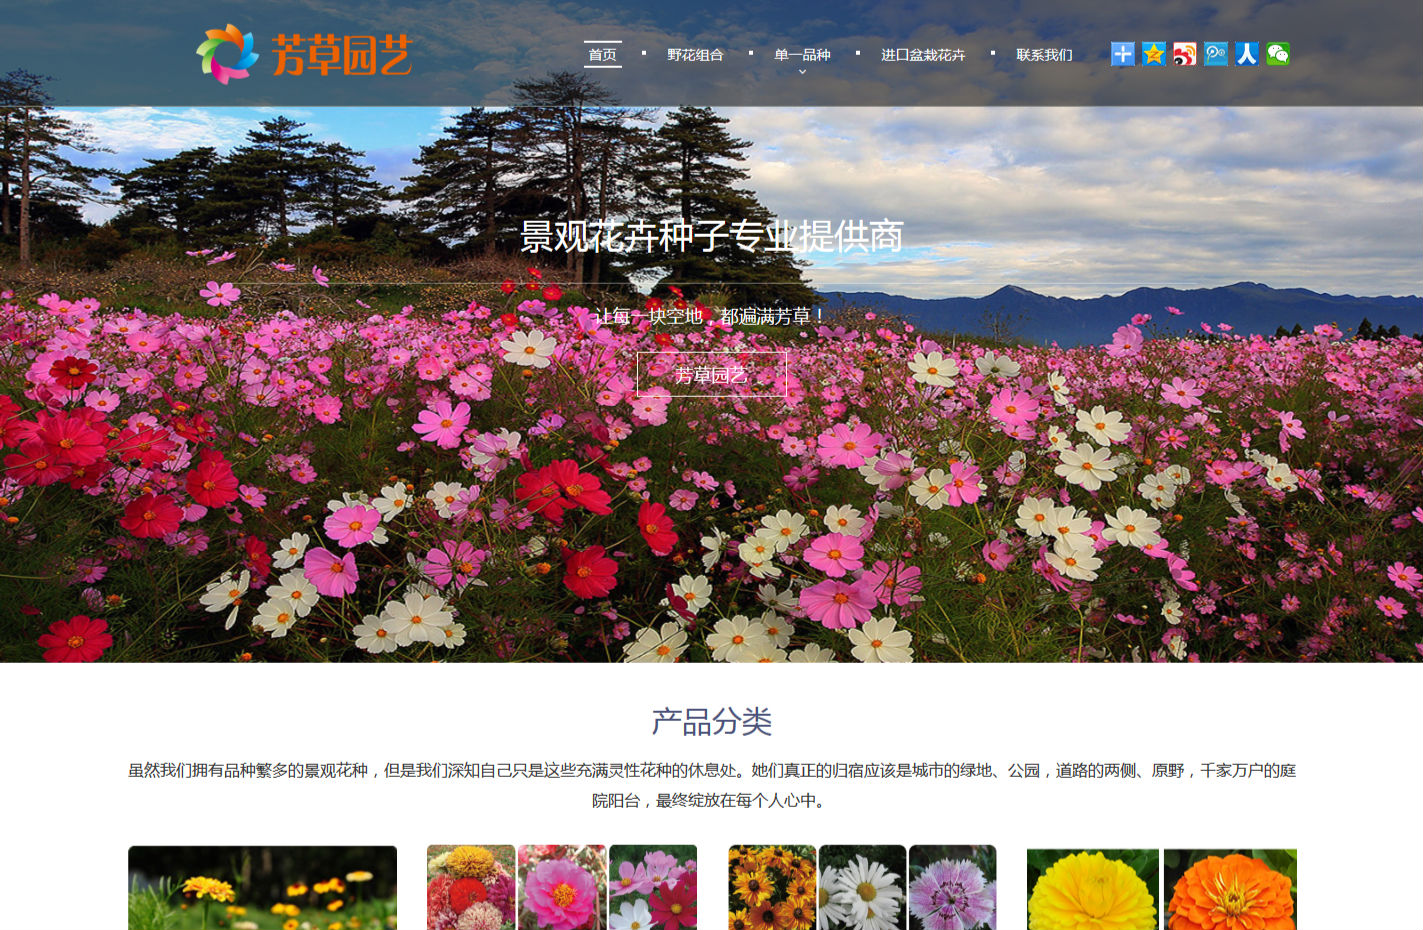 芳草园艺
首页
野花组合
单一品种
进口盆栽花卉
联系我们
景观花卉种子专业提供商
让每一块空地，都遍满芳草！
芳草园艺
产品分类
虽然我们拥有品种繁多的景观花种，但是我们深知自己只是这些充满灵性花种的休息处。她们真正的归宿应该是城市的绿地、公园，道路的两侧、原野，千家万户的庭
院阳台，最终绽放在每个人心中。